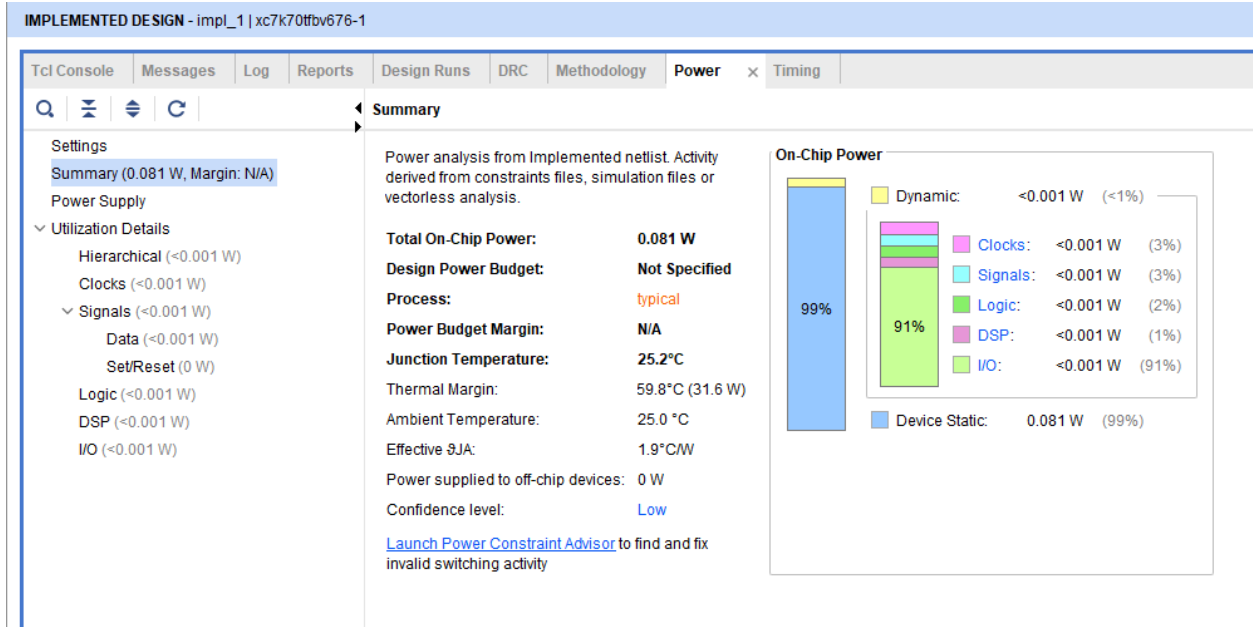 IMPLEMENTED DESIGN - impl_1 | xc7k70tfbv676-1
Tcl Console Messages Log Reports Design Runs DRC Methodology Power × Timing
Summary
Settings
Summary (0.081 W, Margin: N/A)
Power Supply
Utilization Details
Hierarchical (<0.001 W)
Clocks (<0.001 W)
Signals (<0.001 W)
Data (<0.001 W)
Set/Reset (0 W)
Logic (<0.001 W)
DSP (<0.001 W)
I/O (<0.001 W)
Power analysis from Implemented netlist. Activity
derived from constraints files, simulation files or
vectorless analysis.
Total On-Chip Power: 0.081 W
Design Power Budget: Not Specified
Process: typical
Power Budget Margin: N/A
Junction Temperature: 25.2°C
Thermal Margin: 59.8°C (31.6 W)
Ambient Temperature: 25.0 °C
Effective ϑJA: 1.9°C/W
Power supplied to off-chip devices: 0 W
Confidence level: Low
Launch Power Constraint Advisor to find and fix
invalid switching activity
On-Chip Power
Dynamic: <0.001 W (<1%)
Clocks: <0.001 W (3%)
Signals: <0.001 W (3%)
Logic: <0.001 W (2%)
DSP: <0.001 W (1%)
I/O: <0.001 W (91%)
99%
91%
Device Static: 0.081 W (99%)